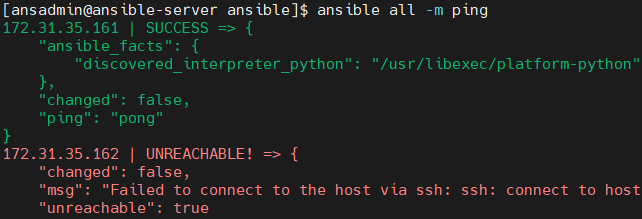 [ansadmin@ansible-server ansible]$ ansible all -m ping
172.31.35.161 | SUCCESS => {
    "ansible_facts": {
        "discovered_interpreter_python": "/usr/libexec/platform-python"
    },
    "changed": false,
    "ping": "pong"
}
172.31.35.162 | UNREACHABLE! => {
    "changed": false,
    "msg": "Failed to connect to the host via ssh: ssh: connect to host
    "unreachable": true